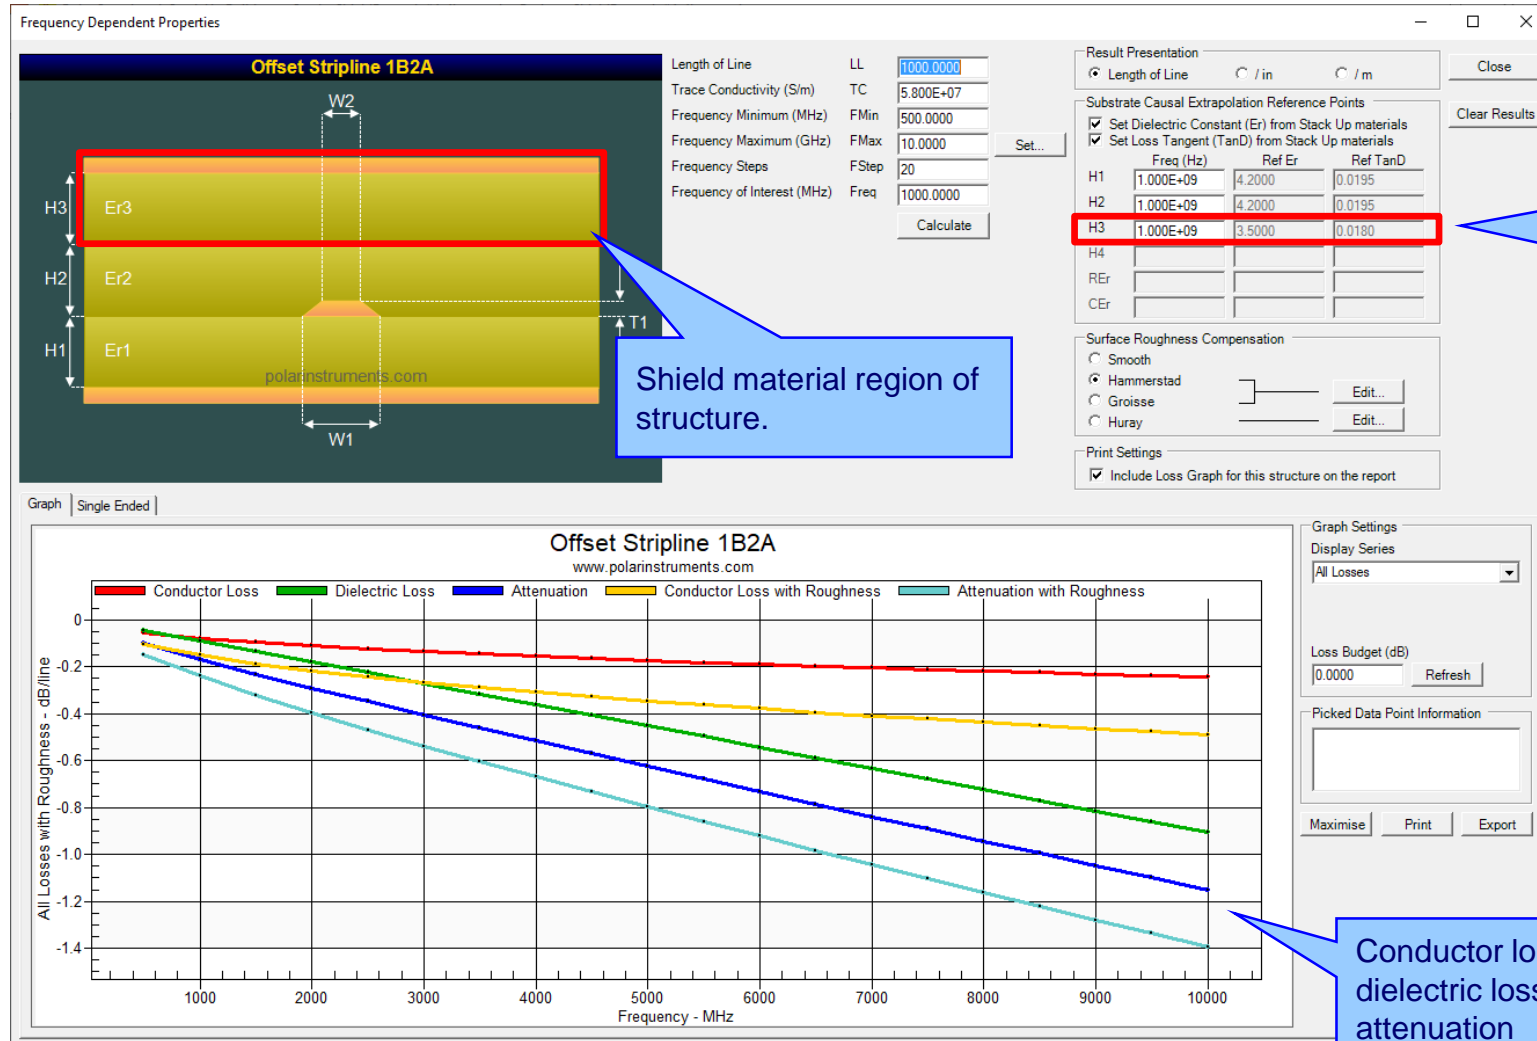 Frequency Dependent Properties
Offset Stripline 1B2A
W2
H3 Er3
H2 Er2
T1
H1 Er1
polarinstruments.com
W1
Length of Line LL 1000.0000
Trace Conductivity (S/m) TC 5.800E+07
Frequency Minimum (MHz) FMin 500.0000
Frequency Maximum (GHz) FMax 10.0000 Set...
Frequency Steps FStep 20
Frequency of Interest (MHz) Freq 1000.0000
Calculate
Shield material region of
structure.
Result Presentation
Length of Line / in / m
Close
Clear Results
Substrate Causal Extrapolation Reference Points
Set Dielectric Constant (Er) from Stack Up materials
Set Loss Tangent (TanD) from Stack Up materials
Freq (Hz) Ref Er Ref TanD
H1 1.000E+09 4.2000 0.0195
H2 1.000E+09 4.2000 0.0195
H3 1.000E+09 3.5000 0.0180
H4
REr
CEr
Surface Roughness Compensation
Smooth
Hammerstad Edit...
Groisse
Huray Edit...
Print Settings
Include Loss Graph for this structure on the report
Graph Single Ended
Offset Stripline 1B2A
www.polarinstruments.com
Conductor Loss Dielectric Loss Attenuation Conductor Loss with Roughness Attenuation with Roughness
All Losses with Roughness - dB/line
0
-0.2
-0.4
-0.6
-0.8
-1.0
-1.2
-1.4
1000 2000 3000 4000 5000 6000 7000 8000 9000 10000
Frequency - MHz
Graph Settings
Display Series
All Losses
Loss Budget (dB)
0.0000 Refresh
Picked Data Point Information
Maximise Print Export
Conductor lo
dielectric loss
attenuation